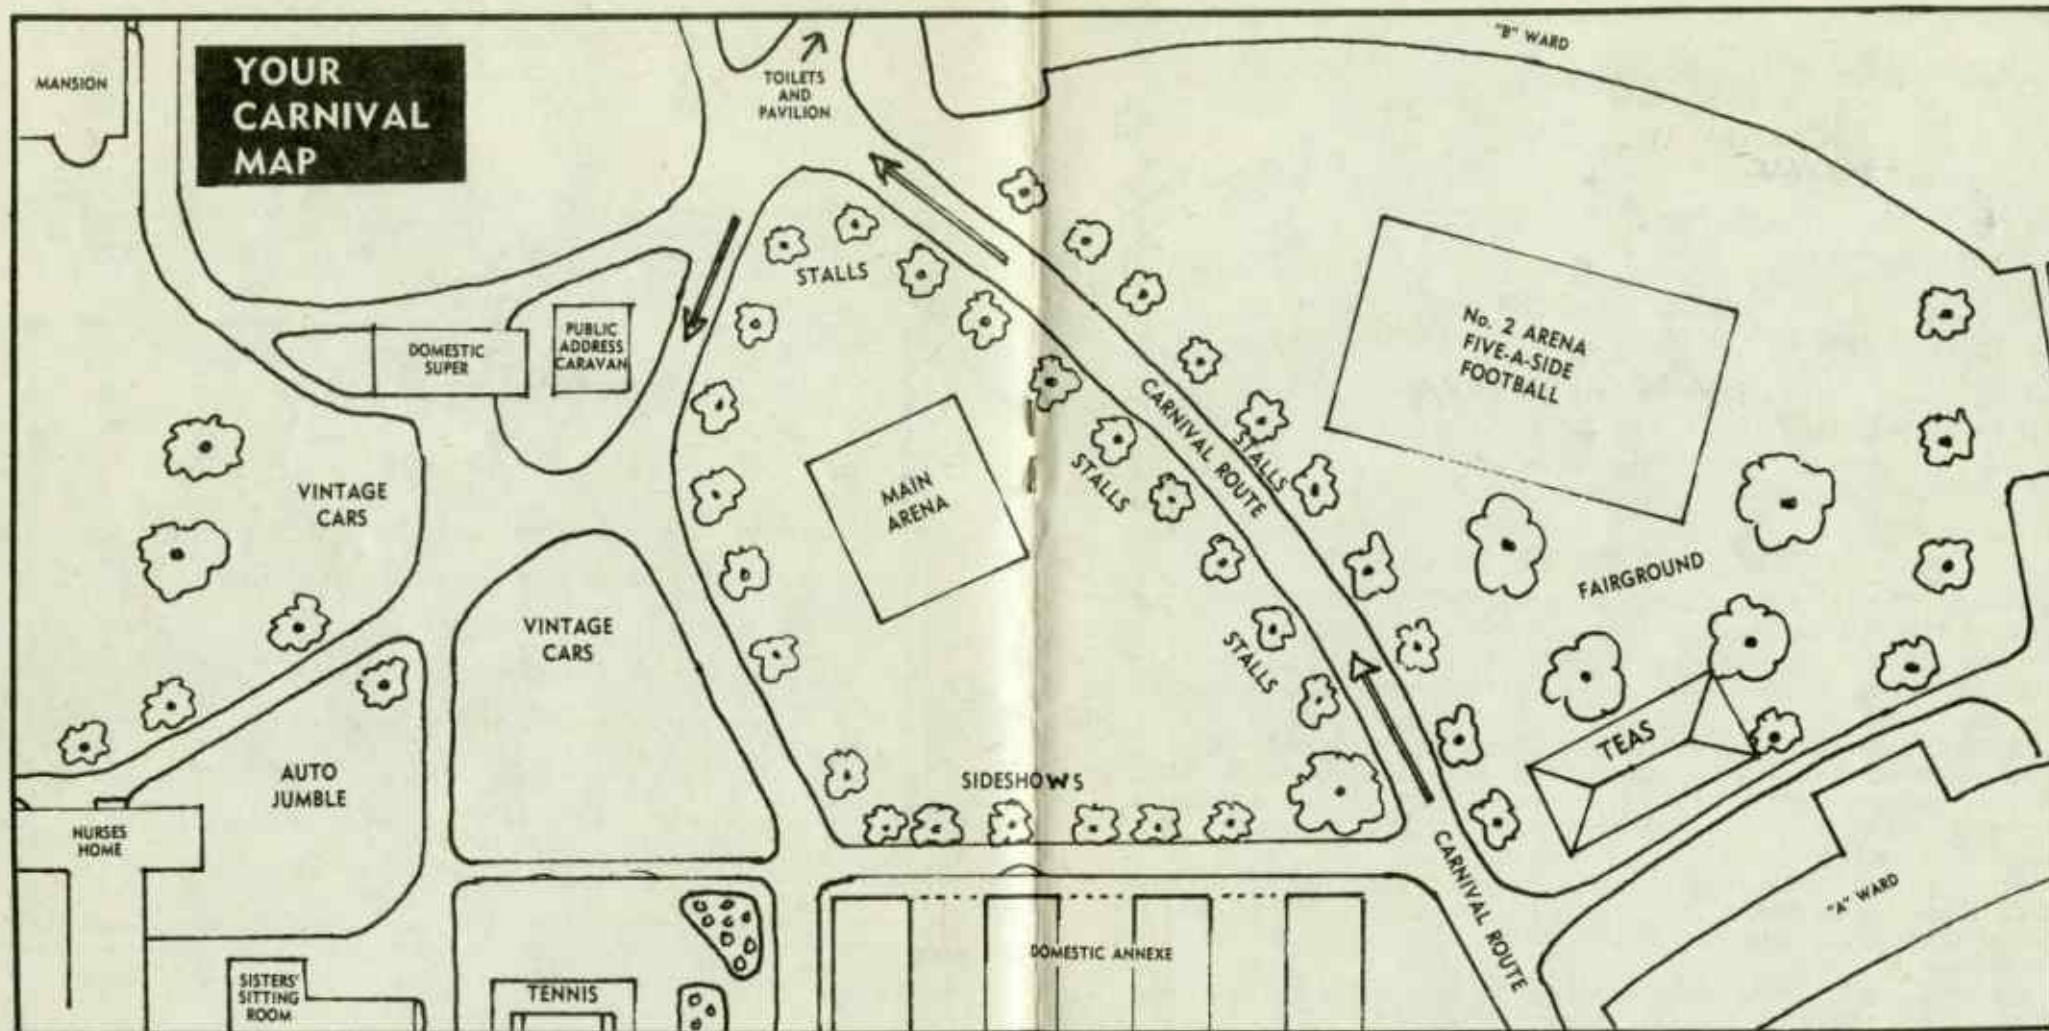 YOUR
CARNIVAL
MAP
MANSION
TOILETS
AND
PAVILION
"B" WARD
STALLS
No. 2 ARENA
FIVE-A-SIDE
FOOTBALL
PUBLIC
ADDRESS
CARAVAN
DOMESTIC
SUPER
CARNIVAL ROUTE
STALLS
STALLS
VINTAGE
CARS
MAIN
ARENA
FAIRGROUND
VINTAGE
CARS
STALLS
TEAS
AUTO
JUMBLE
SIDESHOWS
NURSES
HOME
CARNIVAL ROUTE
"A" WARD
DOMESTIC ANNEXE
SISTERS'
SITTING
ROOM
TENNIS